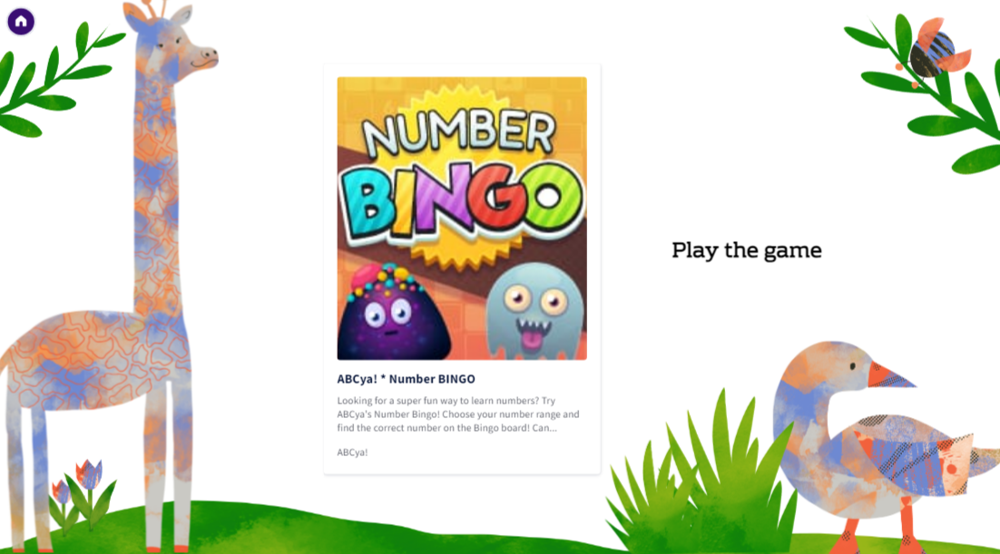 NUMBER
BINGO
ABCya! * Number BINGO
Looking for a super fun way to learn numbers? Try
ABCya's Number Bingo! Choose your number range and
find the correct number on the Bingo board! Can...
ABCya!
Play the game